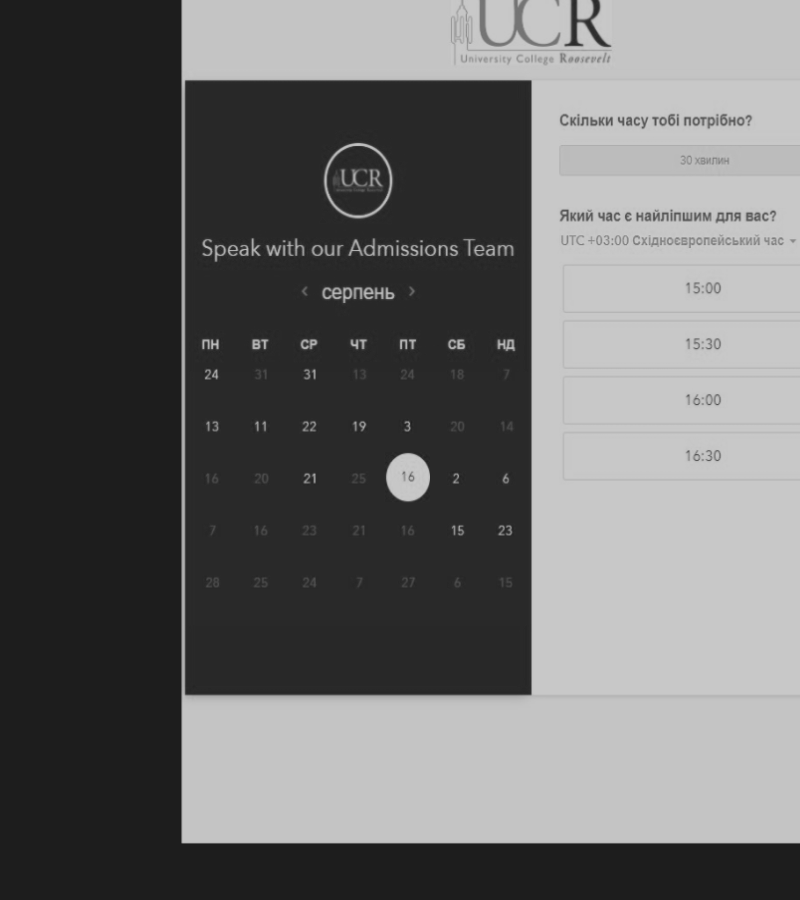 UCR
University College Roosevelt
UCR
Speak with our Admissions Team
серпень
ПН ВТ СР ЧТ ПТ СБ НД
24 31 31 13 24 18 7
13 11 22 19 3 20 14
16 20 21 25 16 2 6
7 16 23 21 16 15 23
28 25 24 7 27 6 15
Скільки часу тобі потрібно?
30 хвилин
Який час є найліпшим для вас?
UTC +03:00 Східноєвропейський час
15:00
15:30
16:00
16:30